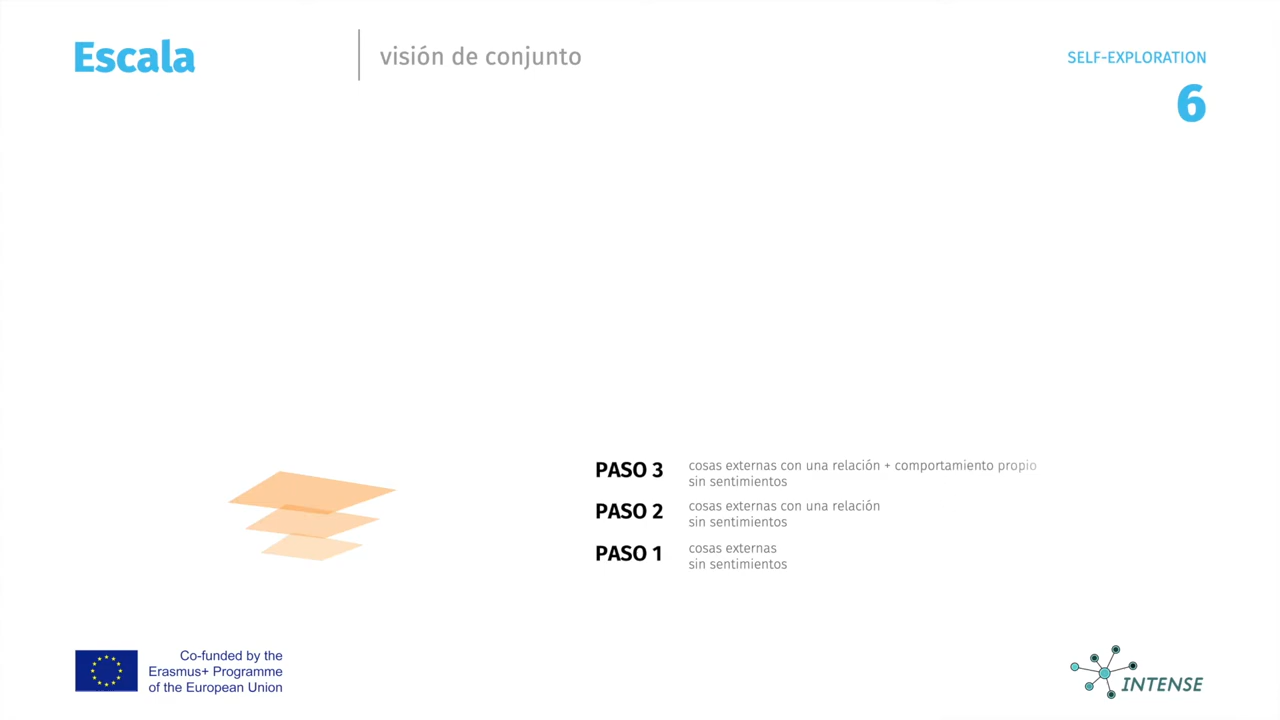 Escala
visión de conjunto
SELF-EXPLORATION
6
PASO 3
cosas externas con una relación + comportamiento propio
sin sentimientos
PASO 2
cosas externas con una relación
sin sentimientos
PASO 1
cosas externas
sin sentimientos
Co-funded by the
Erasmus+ Programme
of the European Union
INTENSE